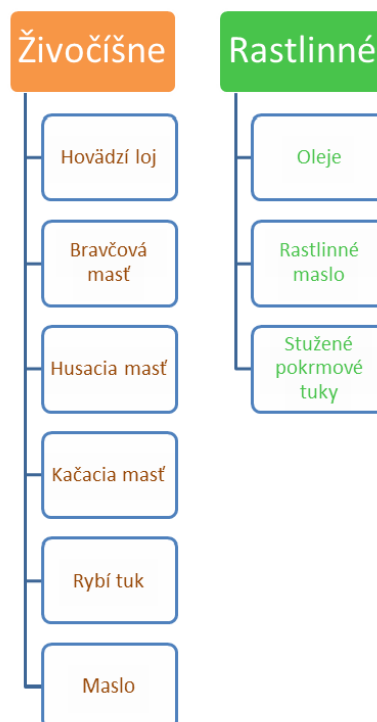 Živočíšne
Hovädzí loj
Bravčová
masť
Husacia masť
Kačacia masť
Rybí tuk
Maslo
Rastlinné
Oleje
Rastlinné
maslo
Stužené
pokrmové
tuky